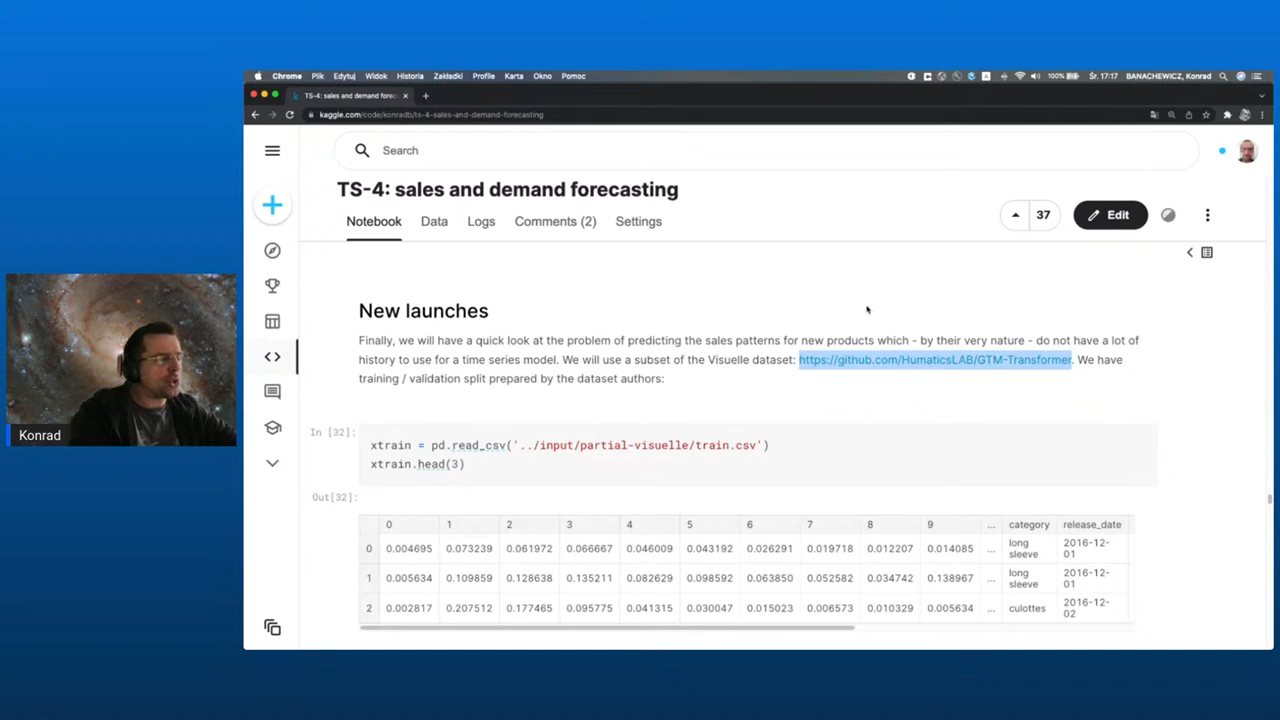 Chrome Plik Edytuj Widok Historia Zakładki Profile Karta Okno Pomoc 100% Śr. 17:17 BANACHEWICZ, Konrad
TS-4: sales and demand fore
kaggle.com/code/konradb/ts-4-sales-and-demand-forecasting
Search
TS-4: sales and demand forecasting
Notebook Data Logs Comments (2) Settings
37 Edit
New launches
Finally, we will have a quick look at the problem of predicting the sales patterns for new products which - by their very nature - do not have a lot of
history to use for a time series model. We will use a subset of the Visuelle dataset: https://github.com/HumaticsLAB/GTM-Transformer. We have
training / validation split prepared by the dataset authors:
In [32]:
xtrain = pd.read_csv('../input/partial-visuelle/train.csv')
xtrain.head(3)
Out[32]:
0 1 2 3 4 5 6 7 8 9 ... category release_date
0 0.004695 0.073239 0.061972 0.066667 0.046009 0.043192 0.026291 0.019718 0.012207 0.014085 ... long sleeve 2016-12-01
1 0.005634 0.109859 0.128638 0.135211 0.082629 0.098592 0.063850 0.052582 0.034742 0.138967 ... long sleeve 2016-12-01
2 0.002817 0.207512 0.177465 0.095775 0.041315 0.030047 0.015023 0.006573 0.010329 0.005634 ... culottes 2016-12-02
Konrad